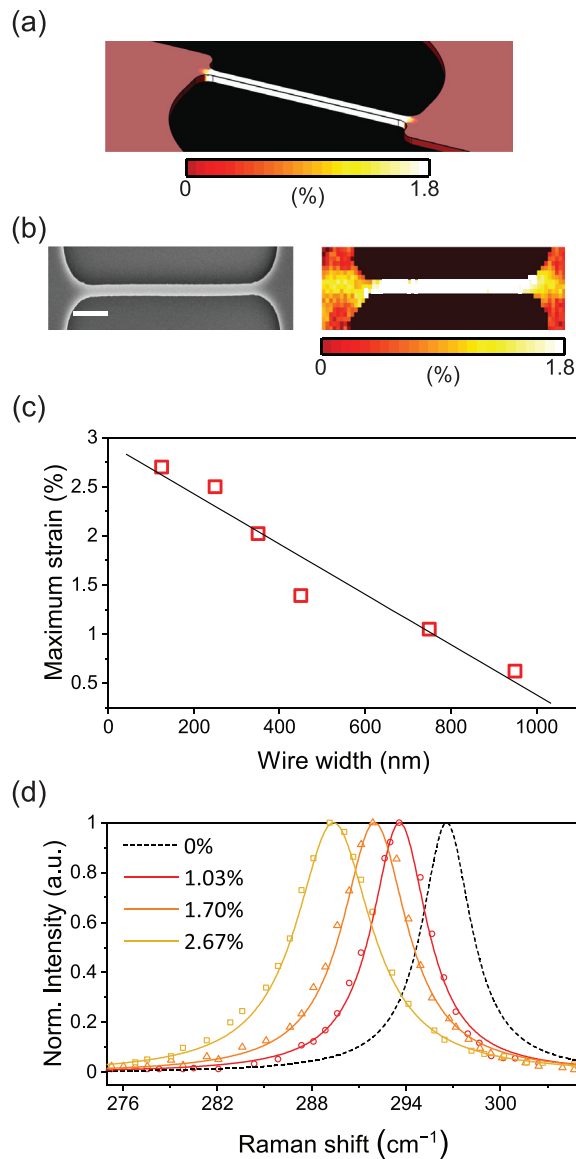 (a)
0 1.8
(%)
(b)
0 1.8
(%)
(c)
Maximum strain (%)
3
2.5
2
1.5
1
0.5
0 200 400 600 800 1000
Wire width (nm)
(d)
Norm. Intensity (a.u.)
1
0.8
0.6
0.4
0.2
0
0%
1.03%
1.70%
2.67%
276 282 288 294 300
Raman shift (cm⁻¹)